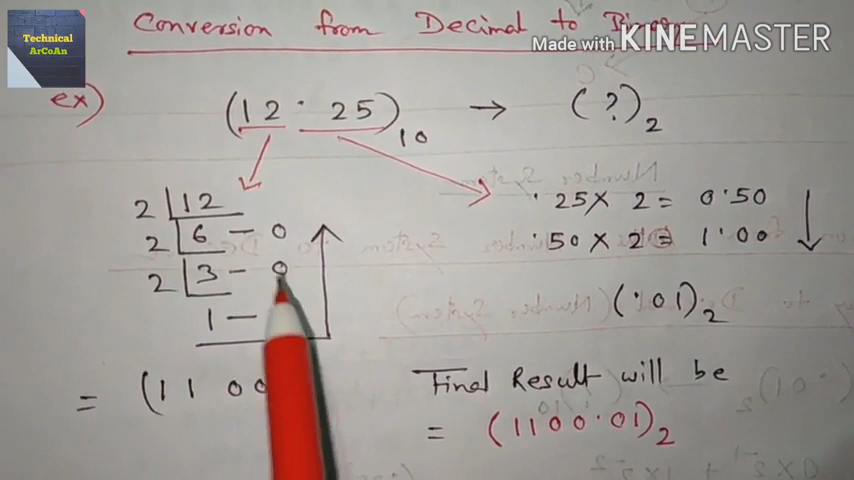 Technical
ArCoAn
Conversion from Decimal to Binary
Made with KINEMASTER
ex) (12.25)10 → (?)2
2 12
2 6 - 0
2 3 - 0
1 -
.25 x 2 = 0.50
.50 x 2 = 1.00
(.01)2
= (1 1 0 0
Final Result will be
= (1100.01)2